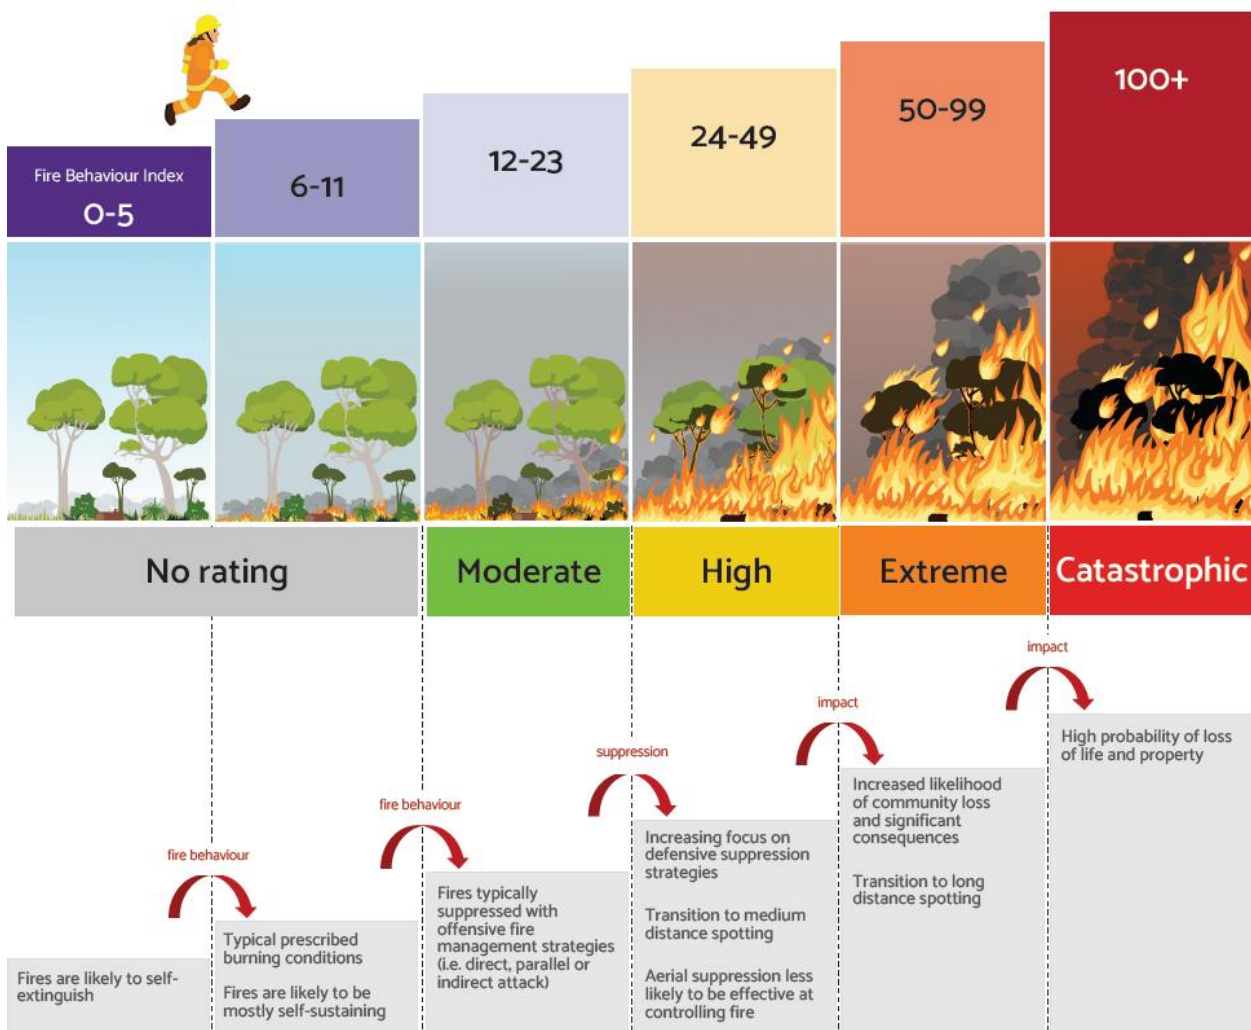 Fire Behaviour Index
0-5
6-11
12-23
24-49
50-99
100+
No rating
Moderate
High
Extreme
Catastrophic
fire behaviour
fire behaviour
suppression
impact
impact
Fires are likely to self-
extinguish
Typical prescribed
burning conditions
Fires are likely to be
mostly self-sustaining
Fires typically
suppressed with
offensive fire
management strategies
(i.e. direct, parallel or
indirect attack)
Increasing focus on
defensive suppression
strategies
Transition to medium
distance spotting
Aerial suppression less
likely to be effective at
controlling fire
Increased likelihood
of community loss
and significant
consequences
Transition to long
distance spotting
High probability of loss
of life and property